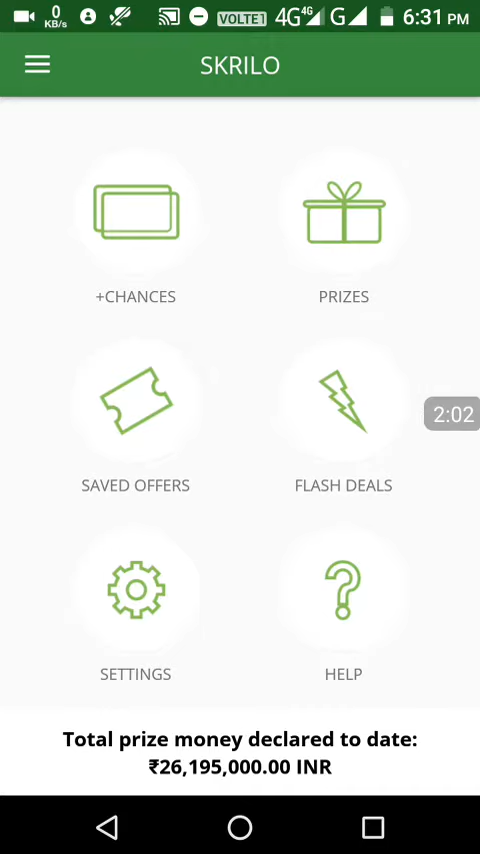 0 KB/s VOLTE1 4G 4G G 6:31 PM
SKRILO
+CHANCES PRIZES
2:02
SAVED OFFERS FLASH DEALS
SETTINGS HELP
Total prize money declared to date:
₹26,195,000.00 INR